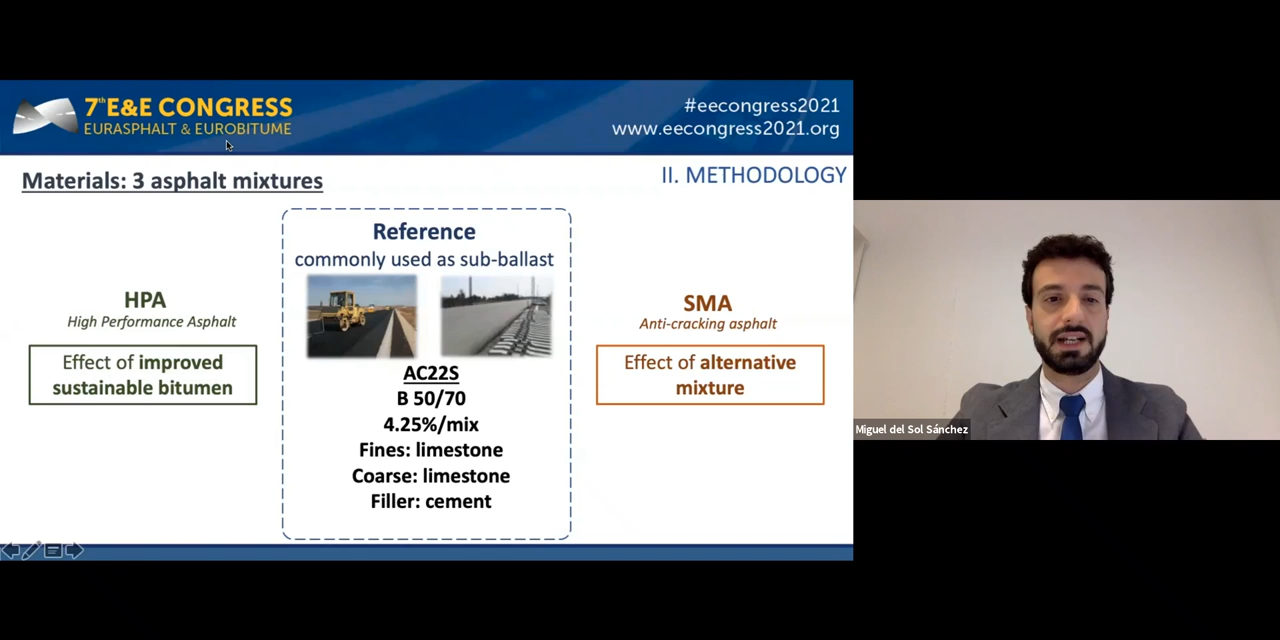 7th E&E CONGRESS
EURASPHALT & EUROBITUME
#eecongress2021
www.eecongress2021.org
Materials: 3 asphalt mixtures
II. METHODOLOGY
Reference
commonly used as sub-ballast
HPA
High Performance Asphalt
Effect of improved
sustainable bitumen
AC22S
B 50/70
4.25%/mix
Fines: limestone
Coarse: limestone
Filler: cement
SMA
Anti-cracking asphalt
Effect of alternative
mixture
Miguel del Sol Sánchez